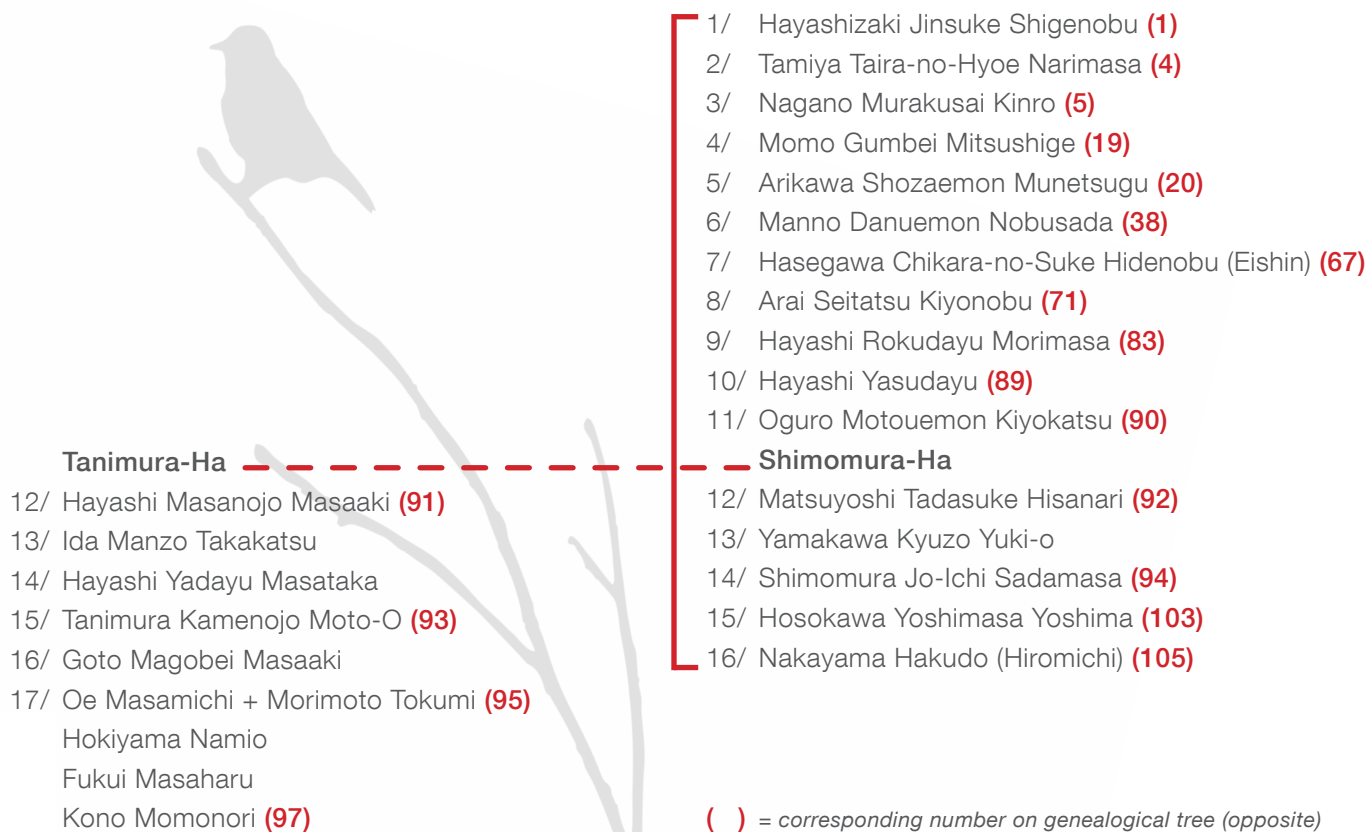 1/ Hayashizaki Jinsuke Shigenobu (1)
2/ Tamiya Taira-no-Hyoe Narimasa (4)
3/ Nagano Murakusai Kinro (5)
4/ Momo Gumbei Mitsushige (19)
5/ Arikawa Shozaemon Munetsugu (20)
6/ Manno Danuemon Nobusada (38)
7/ Hasegawa Chikara-no-Suke Hidenobu (Eishin) (67)
8/ Arai Seitatsu Kiyonobu (71)
9/ Hayashi Rokudayu Morimasa (83)
10/ Hayashi Yasudayu (89)
11/ Oguro Motouemon Kiyokatsu (90)
Tanimura-Ha
12/ Hayashi Masanojo Masaaki (91)
13/ Ida Manzo Takakatsu
14/ Hayashi Yadayu Masataka
15/ Tanimura Kamenojo Moto-O (93)
16/ Goto Magobei Masaaki
17/ Oe Masamichi + Morimoto Tokumi (95)
Hokiyama Namio
Fukui Masaharu
Kono Momonori (97)
Shimomura-Ha
12/ Matsuyoshi Tadasuke Hisanari (92)
13/ Yamakawa Kyuzo Yuki-o
14/ Shimomura Jo-Ichi Sadamasa (94)
15/ Hosokawa Yoshimasa Yoshima (103)
16/ Nakayama Hakudo (Hiromichi) (105)
( ) = corresponding number on genealogical tree (opposite)